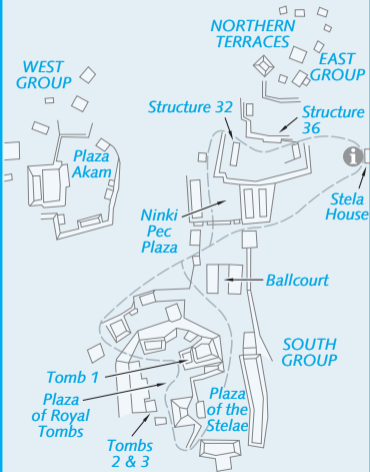 NORTHERN
TERRACES
EAST
GROUP
WEST
GROUP
Structure 32
Structure
36
Plaza
Akam
i
Stela
House
Ninki
Pec
Plaza
Ballcourt
SOUTH
GROUP
Tomb 1
Plaza
of Royal
Tombs
Plaza
of the
Stelae
Tombs
2 & 3